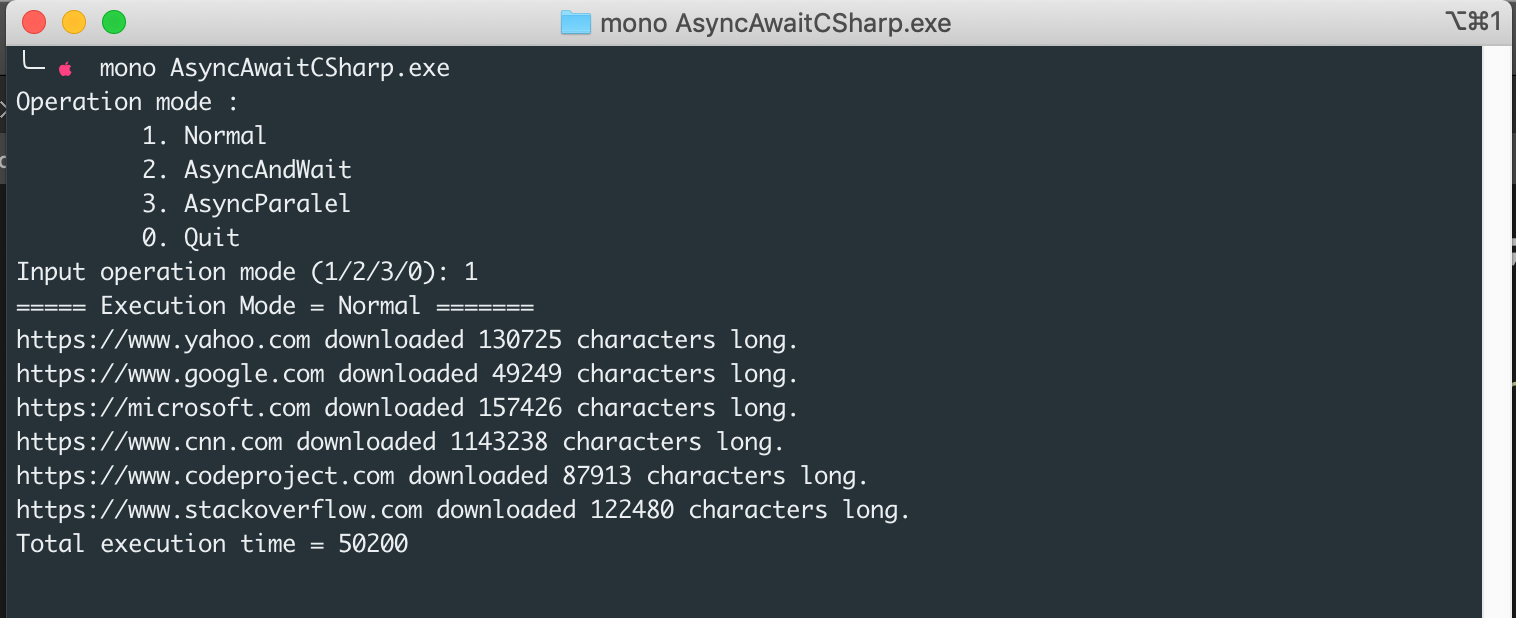 mono AsyncAwaitCSharp.exe ⌥⌘1
mono AsyncAwaitCSharp.exe
Operation mode :
1. Normal
2. AsyncAndWait
3. AsyncParalel
0. Quit
Input operation mode (1/2/3/0): 1
===== Execution Mode = Normal =======
https://www.yahoo.com downloaded 130725 characters long.
https://www.google.com downloaded 49249 characters long.
https://microsoft.com downloaded 157426 characters long.
https://www.cnn.com downloaded 1143238 characters long.
https://www.codeproject.com downloaded 87913 characters long.
https://www.stackoverflow.com downloaded 122480 characters long.
Total execution time = 50200